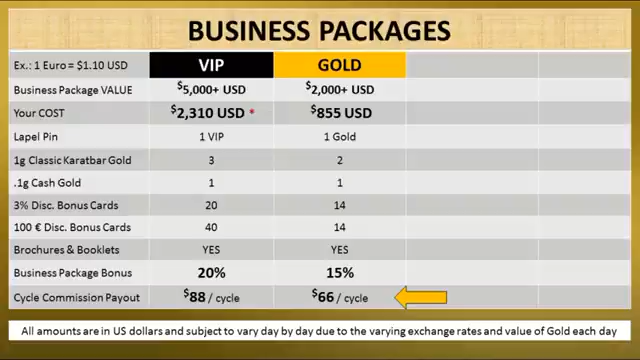 BUSINESS PACKAGES
Ex.: 1 Euro = $1.10 USD VIP GOLD
Business Package VALUE $5,000+ USD $2,000+ USD
Your COST $2,310 USD * $855 USD
Lapel Pin 1 VIP 1 Gold
1g Classic Karatbar Gold 3 2
.1g Cash Gold 1 1
3% Disc. Bonus Cards 20 14
100 € Disc. Bonus Cards 40 14
Brochures & Booklets YES YES
Business Package Bonus 20% 15%
Cycle Commission Payout $88 / cycle $66 / cycle
All amounts are in US dollars and subject to vary day by day due to the varying exchange rates and value of Gold each day